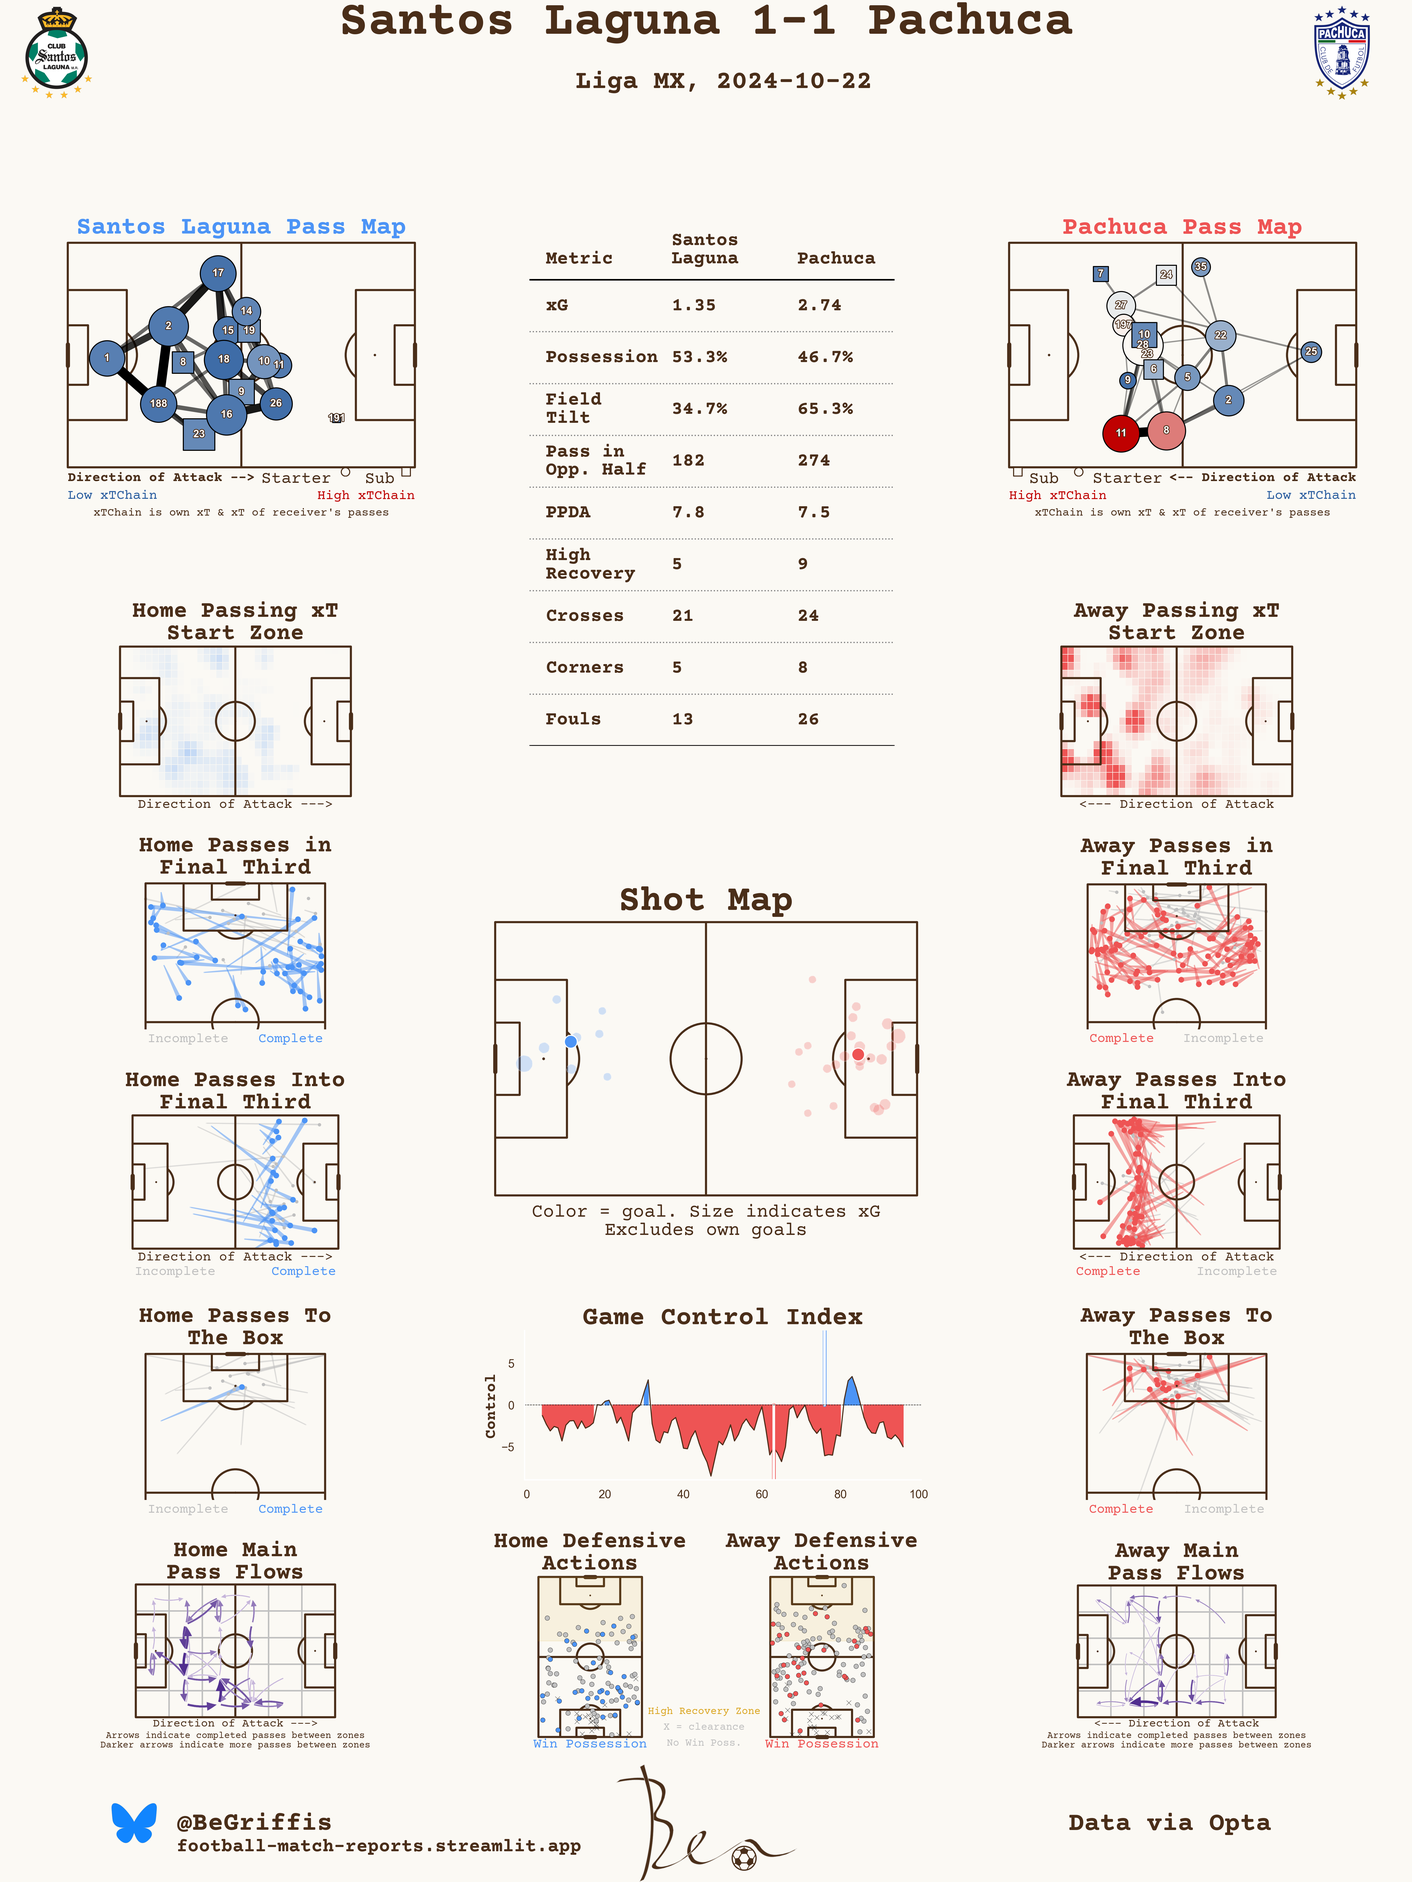 Santos Laguna 1-1 Pachuca
Liga MX, 2024-10-22
CLUB
Santos
LAGUNA
PACHUCA
CLUB DE FUTBOL
Santos Laguna Pass Map
17
14
2
15
19
1
8
18
10
11
9
188
16
26
23
191
Direction of Attack --> Starter Sub
Low xTChain High xTChain
xTChain is own xT & xT of receiver's passes
Metric Santos Laguna Pachuca
xG 1.35 2.74
Possession 53.3% 46.7%
Field Tilt 34.7% 65.3%
Pass in Opp. Half 182 274
PPDA 7.8 7.5
High Recovery 5 9
Crosses 21 24
Corners 5 8
Fouls 13 26
Pachuca Pass Map
7
24
35
27
197
10
28
23
22
25
6
9
5
2
11
8
Sub Starter <-- Direction of Attack
High xTChain Low xTChain
xTChain is own xT & xT of receiver's passes
Home Passing xT
Start Zone
Direction of Attack --->
Away Passing xT
Start Zone
<--- Direction of Attack
Home Passes in
Final Third
Incomplete Complete
Away Passes in
Final Third
Complete Incomplete
Shot Map
Color = goal. Size indicates xG
Excludes own goals
Home Passes Into
Final Third
Direction of Attack --->
Incomplete Complete
Away Passes Into
Final Third
<--- Direction of Attack
Complete Incomplete
Home Passes To
The Box
Incomplete Complete
Game Control Index
Control
5
0
−5
0 20 40 60 80 100
Away Passes To
The Box
Complete Incomplete
Home Main
Pass Flows
Direction of Attack --->
Arrows indicate completed passes between zones
Darker arrows indicate more passes between zones
Home Defensive
Actions
Win Possession
High Recovery Zone
X = clearance
No Win Poss.
Away Defensive
Actions
Win Possession
Away Main
Pass Flows
<--- Direction of Attack
Arrows indicate completed passes between zones
Darker arrows indicate more passes between zones
@BeGriffis
football-match-reports.streamlit.app
Ben
Data via Opta